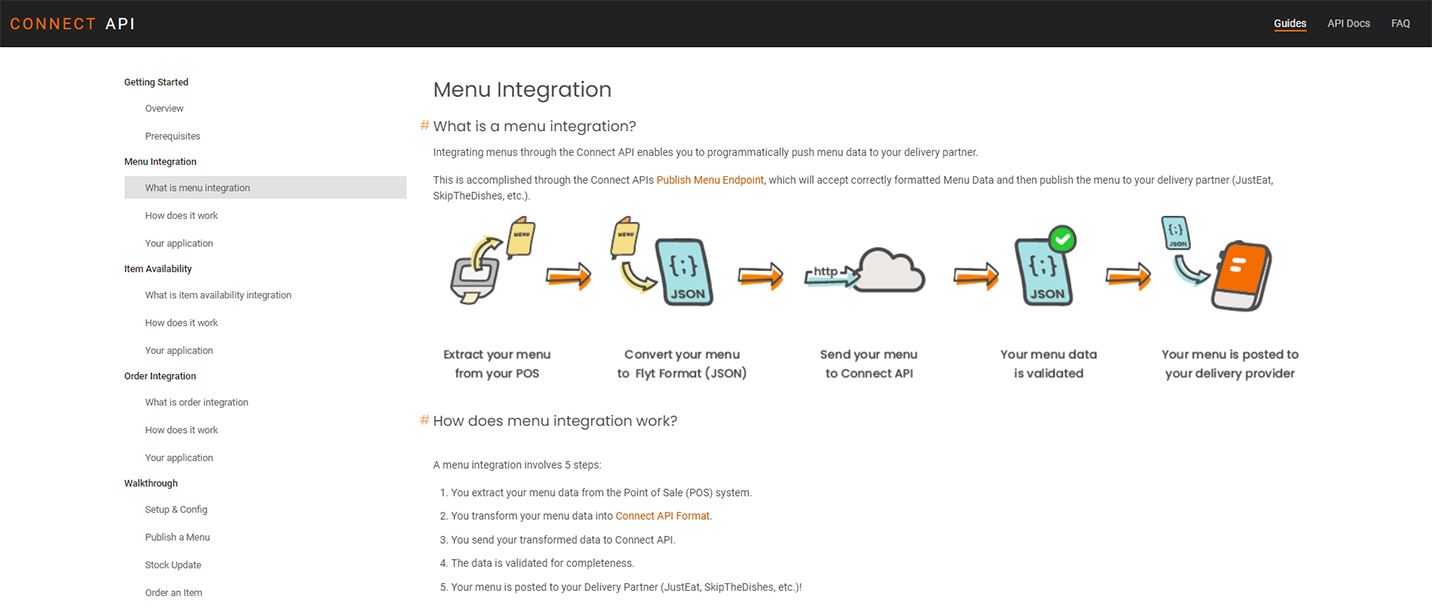 CONNECT API
Guides
API Docs
FAQ
Getting Started
Overview
Prerequisites
Menu Integration
What is menu integration
How does it work
Your application
Item Availability
What is item availability integration
How does it work
Your application
Order Integration
What is order integration
How does it work
Your application
Walkthrough
Setup & Config
Publish a Menu
Stock Update
Order an Item
Menu Integration
# What is a menu integration?
Integrating menus through the Connect API enables you to programmatically push menu data to your delivery partner.
This is accomplished through the Connect APIs Publish Menu Endpoint, which will accept correctly formatted Menu Data and then publish the menu to your delivery partner (JustEat,
SkipTheDishes, etc.).
MENU
MENU
{;}
JSON
http
{;}
JSON
{;}
JSON
Extract your menu
from your POS
Convert your menu
to Flyt Format (JSON)
Send your menu
to Connect API
Your menu data
is validated
Your menu is posted to
your delivery provider
# How does menu integration work?
A menu integration involves 5 steps:
1. You extract your menu data from the Point of Sale (POS) system.
2. You transform your menu data into Connect API Format.
3. You send your transformed data to Connect API.
4. The data is validated for completeness.
5. Your menu is posted to your Delivery Partner (JustEat, SkipTheDishes, etc.)!